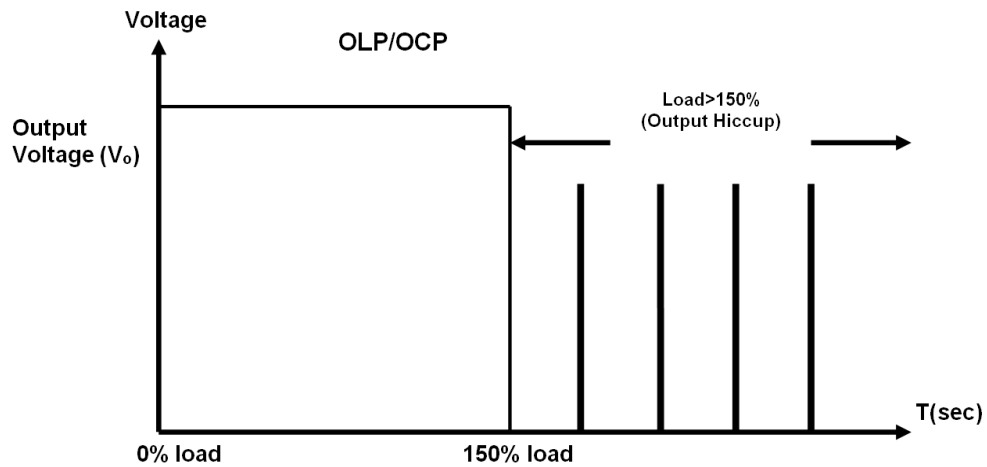 Voltage
OLP/OCP
Load>150%
(Output Hiccup)
Output
Voltage (Vₒ)
T(sec)
0% load
150% load